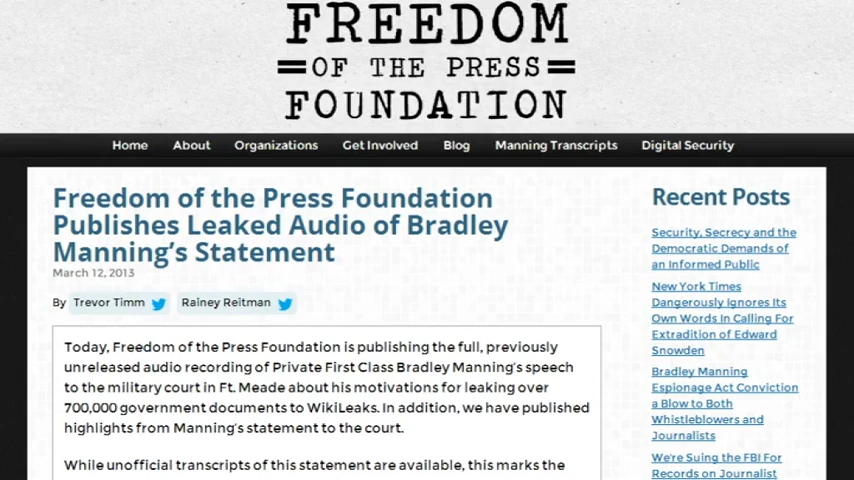 FREEDOM
OF THE PRESS
FOUNDATION
Home About Organizations Get Involved Blog Manning Transcripts Digital Security
Freedom of the Press Foundation
Publishes Leaked Audio of Bradley
Manning's Statement
March 12, 2013
By Trevor Timm Rainey Reitman
Today, Freedom of the Press Foundation is publishing the full, previously
unreleased audio recording of Private First Class Bradley Manning's speech
to the military court in Ft. Meade about his motivations for leaking over
700,000 government documents to WikiLeaks. In addition, we have published
highlights from Manning's statement to the court.
While unofficial transcripts of this statement are available, this marks the
Recent Posts
Security, Secrecy and the
Democratic Demands of
an Informed Public
New York Times
Dangerously Ignores Its
Own Words In Calling For
Extradition of Edward
Snowden
Bradley Manning
Espionage Act Conviction
a Blow to Both
Whistleblowers and
Journalists
We're Suing the FBI For
Records on Journalist